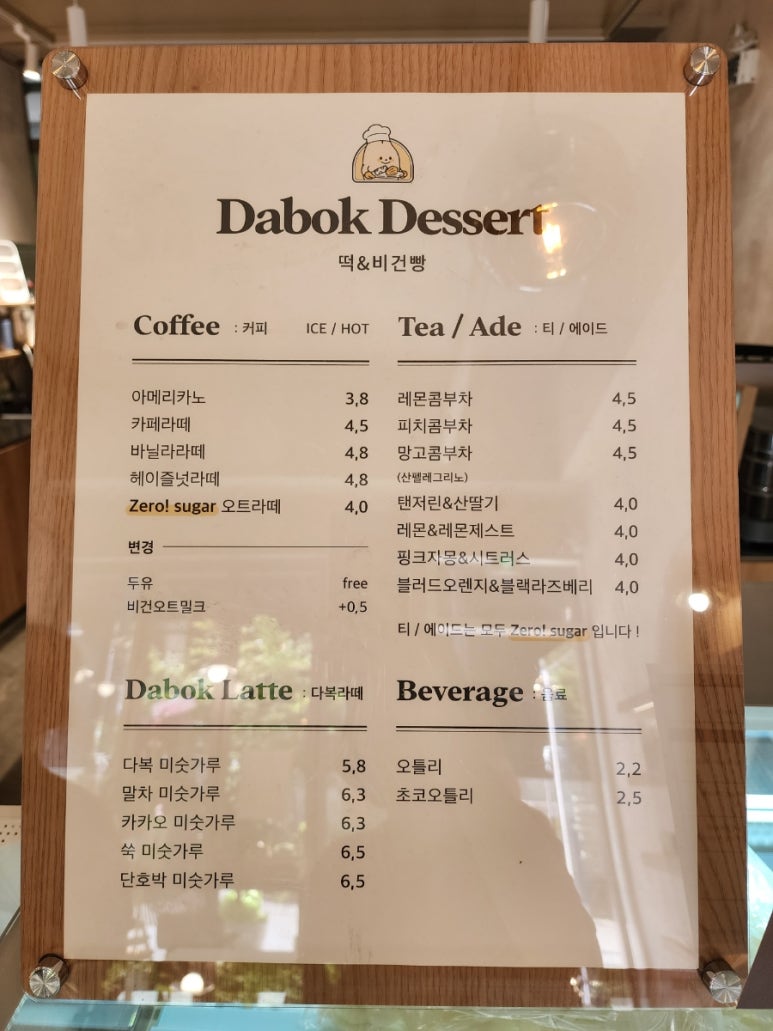 Dabok Dessert
떡&비건빵
Coffee : 커피 ICE / HOT
아메리카노 3,8
카페라떼 4,5
바닐라라떼 4,8
헤이즐넛라떼 4,8
Zero! sugar 오트라떼 4,0
변경
두유 free
비건오트밀크 +0,5
Tea / Ade : 티 / 에이드
레몬콤부차 4,5
피치콤부차 4,5
망고콤부차 4,5
(산펠레그리노)
탠저린&산딸기 4,0
레몬&레몬제스트 4,0
핑크자몽&시트러스 4,0
블러드오렌지&블랙라즈베리 4,0
티 / 에이드는 모두 Zero! sugar 입니다 !
Dabok Latte : 다복라떼
다복 미숫가루 5,8
말차 미숫가루 6,3
카카오 미숫가루 6,3
쑥 미숫가루 6,5
단호박 미숫가루 6,5
Beverage : 음료
오틀리 2,2
초코오틀리 2,5